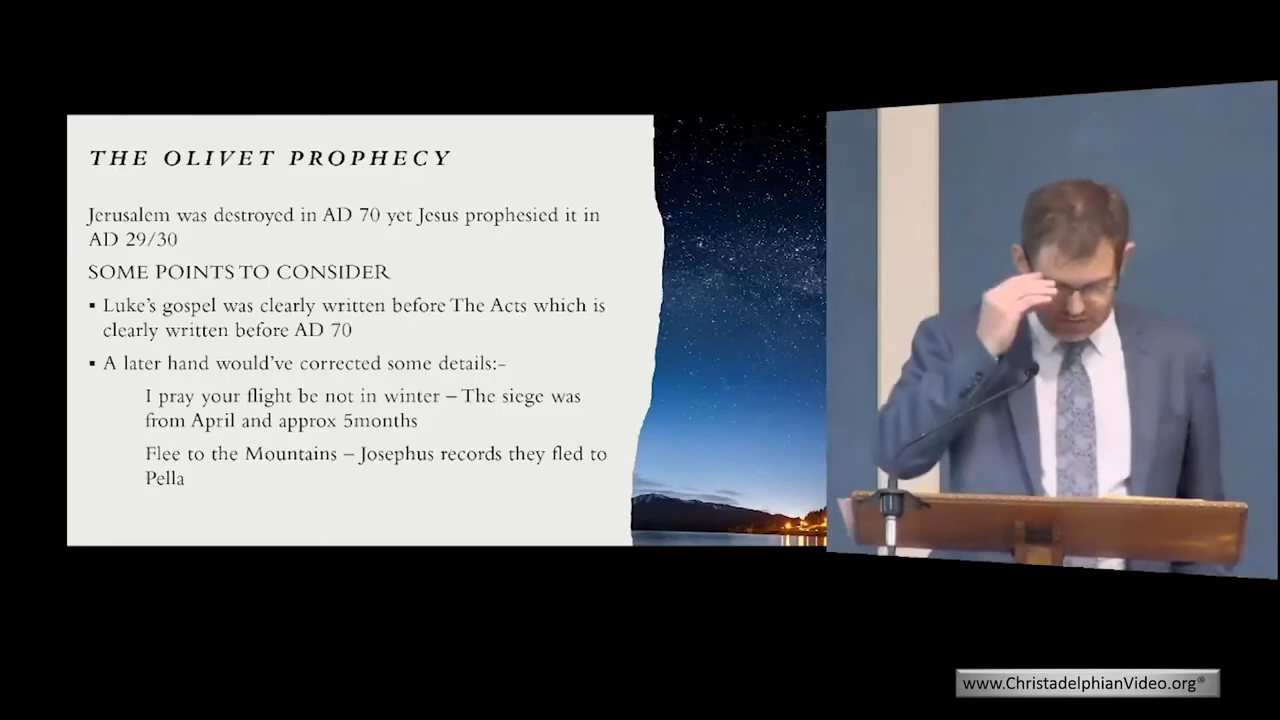 THE OLIVET PROPHECY
Jerusalem was destroyed in AD 70 yet Jesus prophesied it in
AD 29/30
SOME POINTS TO CONSIDER
▪ Luke's gospel was clearly written before The Acts which is
clearly written before AD 70
▪ A later hand would've corrected some details:-
I pray your flight be not in winter – The siege was
from April and approx 5months
Flee to the Mountains – Josephus records they fled to
Pella
www.ChristadelphianVideo.org®